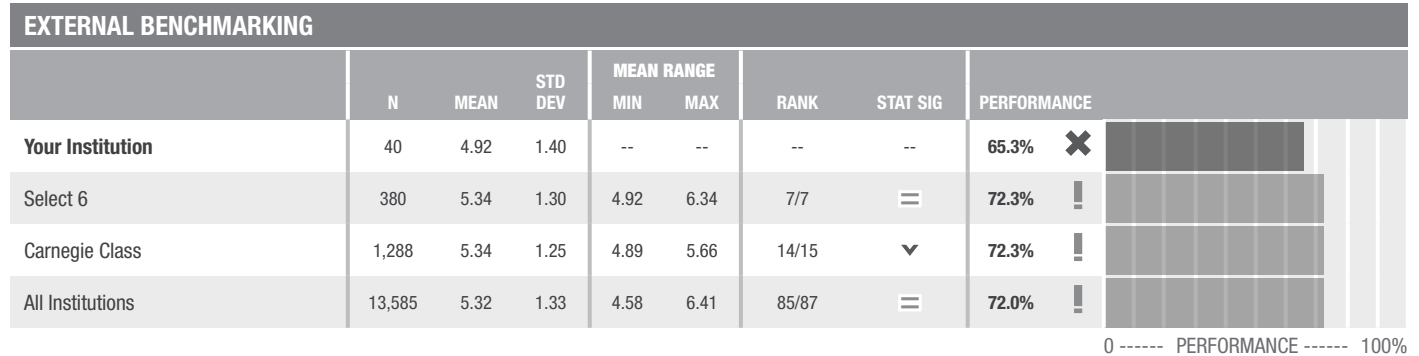 EXTERNAL BENCHMARKING
STD MEAN RANGE
N MEAN DEV MIN MAX RANK STAT SIG PERFORMANCE
Your Institution 40 4.92 1.40 -- -- -- -- 65.3%
Select 6 380 5.34 1.30 4.92 6.34 7/7 = 72.3% !
Carnegie Class 1,288 5.34 1.25 4.89 5.66 14/15 72.3% !
All Institutions 13,585 5.32 1.33 4.58 6.41 85/87 = 72.0% !
0 ------ PERFORMANCE ------ 100%